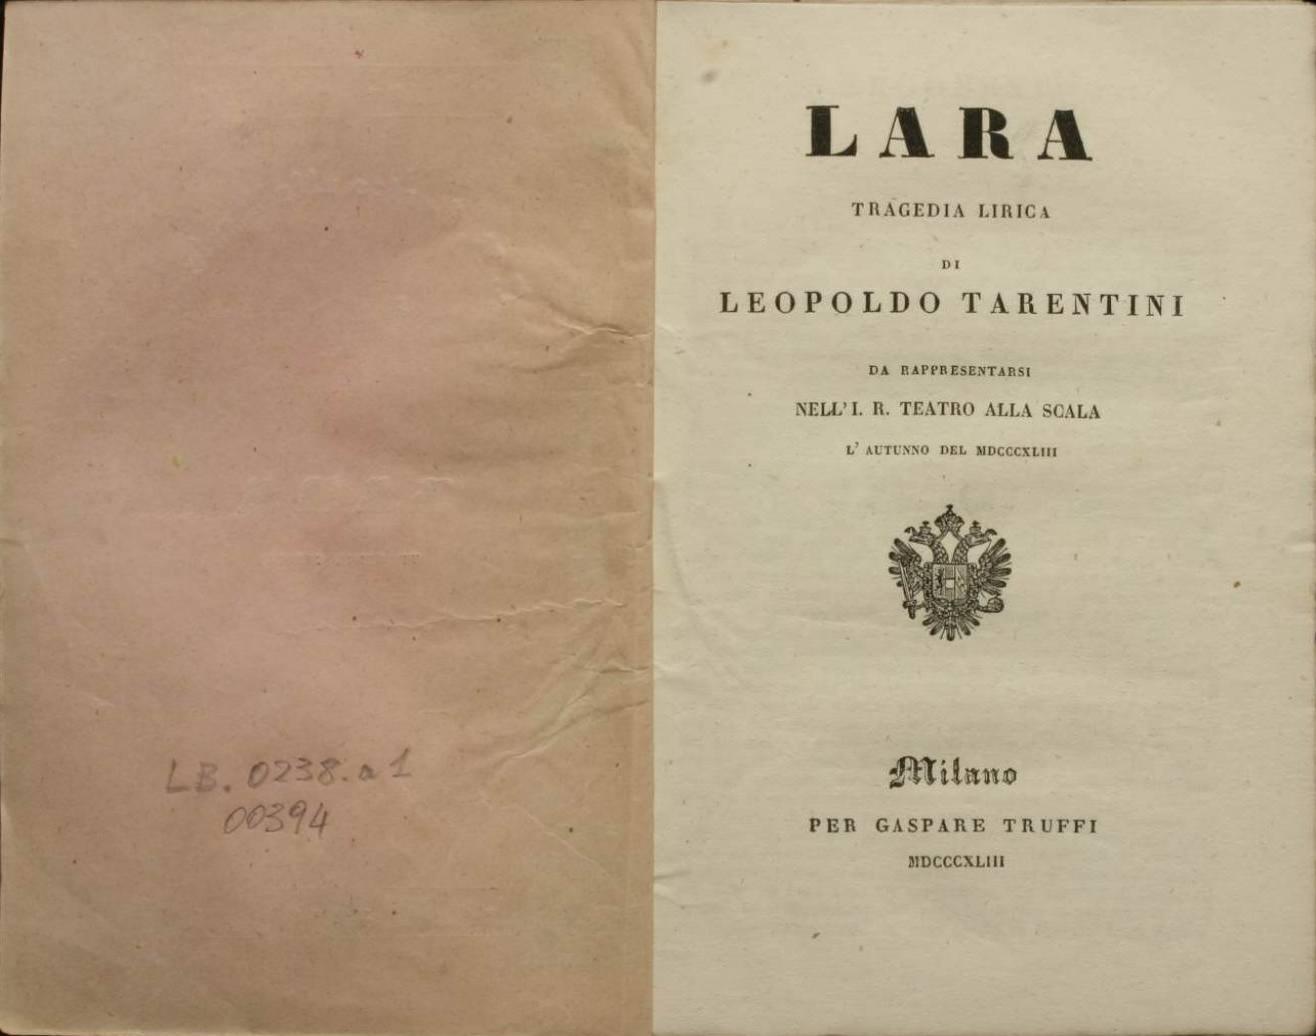 LB. 0238.a1
00394
LARA
TRAGEDIA LIRICA
DI
LEOPOLDO TARENTINI
DA RAPPRESENTARSI
NELL' I. R. TEATRO ALLA SCALA
L' AUTUNNO DEL MDCCCXLIII
Milano
PER GASPARE TRUFFI
MDCCCXLIII